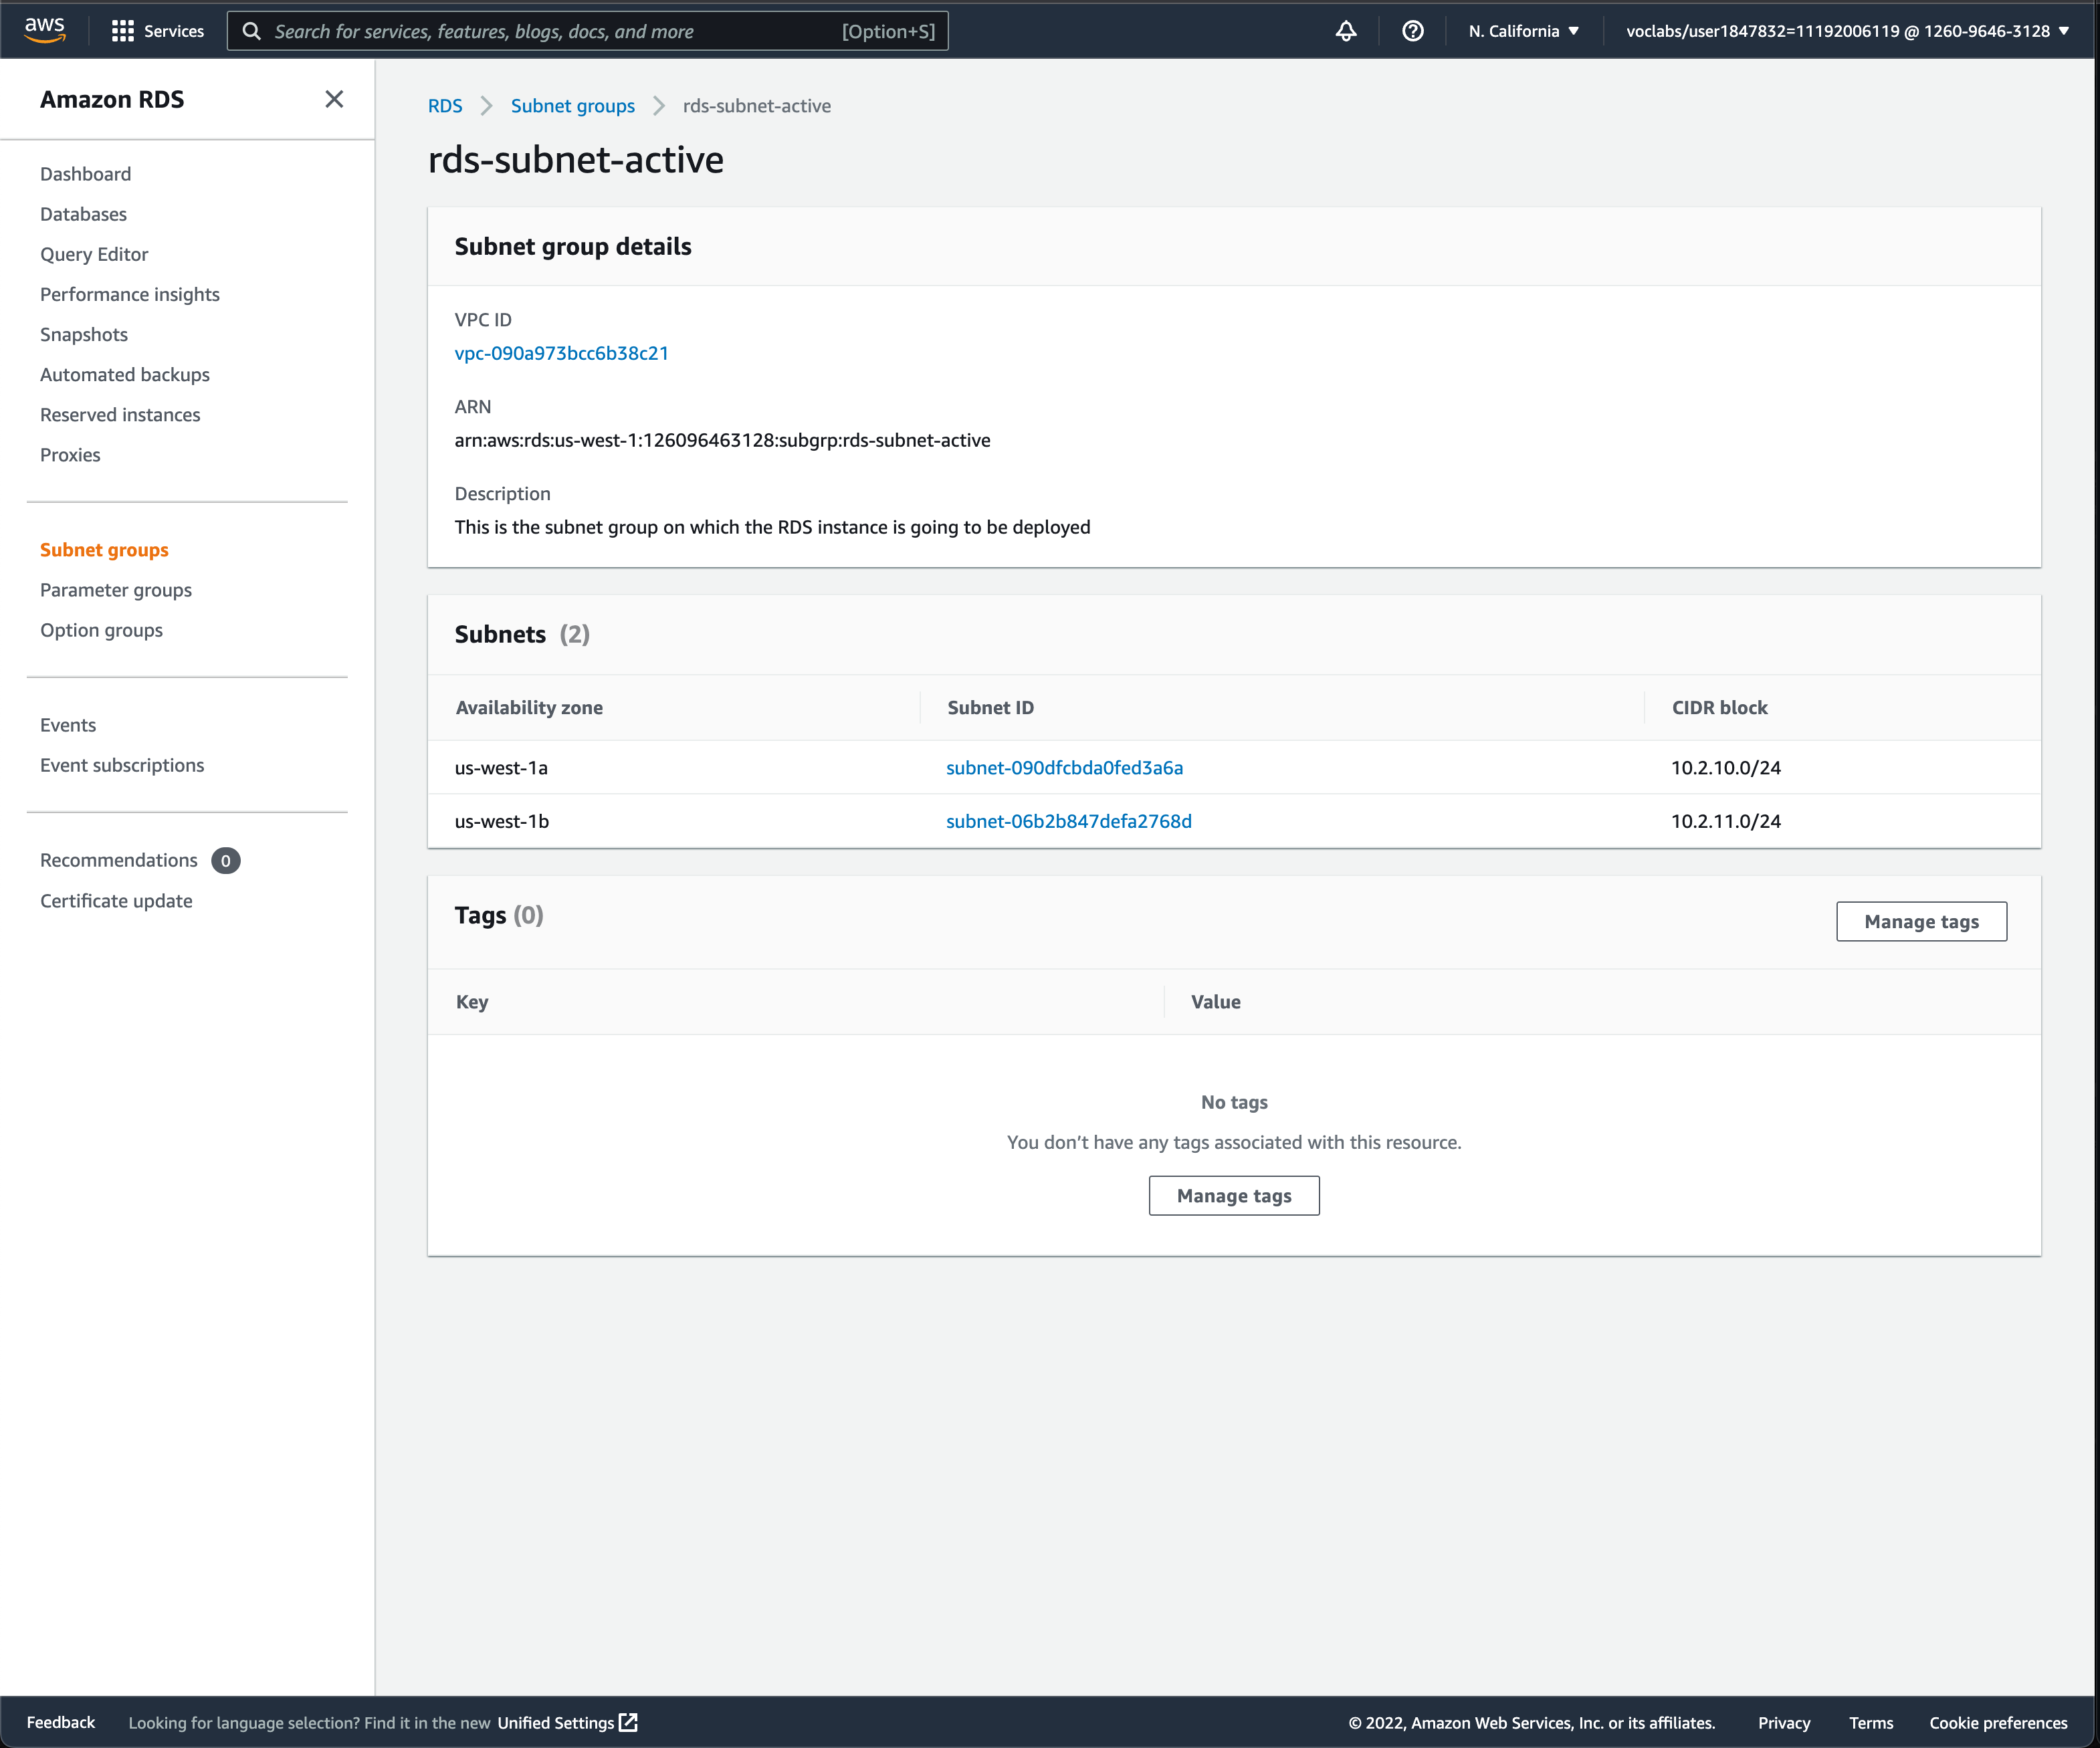 aws
Services
Search for services, features, blogs, docs, and more
[Option+S]
N. California
voclabs/user1847832=11192006119 @ 1260-9646-3128
Amazon RDS
Dashboard
Databases
Query Editor
Performance insights
Snapshots
Automated backups
Reserved instances
Proxies
Subnet groups
Parameter groups
Option groups
Events
Event subscriptions
Recommendations 0
Certificate update
RDS > Subnet groups > rds-subnet-active
rds-subnet-active
Subnet group details
VPC ID
vpc-090a973bcc6b38c21
ARN
arn:aws:rds:us-west-1:126096463128:subgrp:rds-subnet-active
Description
This is the subnet group on which the RDS instance is going to be deployed
Subnets (2)
Availability zone Subnet ID CIDR block
us-west-1a subnet-090dfcbda0fed3a6a 10.2.10.0/24
us-west-1b subnet-06b2b847defa2768d 10.2.11.0/24
Tags (0)
Manage tags
Key Value
No tags
You don't have any tags associated with this resource.
Manage tags
Feedback Looking for language selection? Find it in the new Unified Settings
© 2022, Amazon Web Services, Inc. or its affiliates. Privacy Terms Cookie preferences